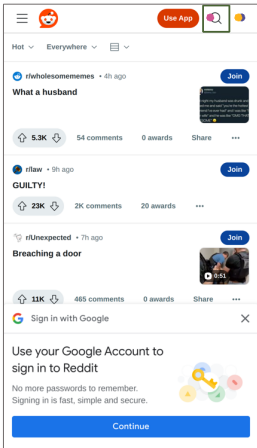 Use App
Hot Everywhere
r/wholesomememes • 4h ago
Join
What a husband
5.3K 54 comments 0 awards Share
r/law • 9h ago
Join
GUILTY!
23K 2K comments 20 awards
r/Unexpected • 7h ago
Join
Breaching a door
0:51
11K 465 comments 0 awards Share
Sign in with Google
Use your Google Account to
sign in to Reddit
No more passwords to remember.
Signing in is fast, simple and secure.
Continue